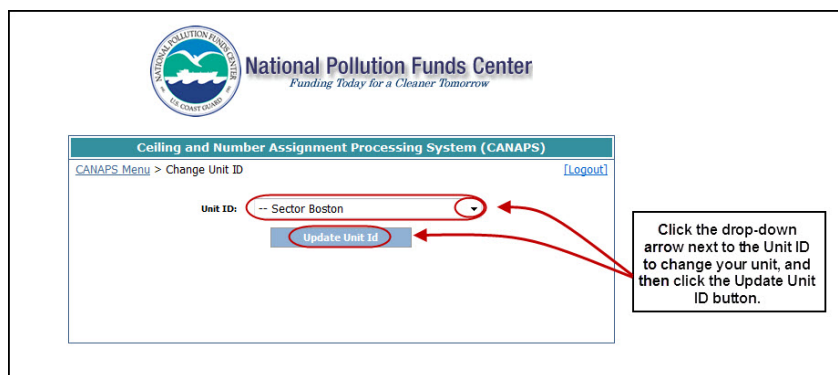 NATIONAL POLLUTION FUNDS CENTER
U.S. COAST GUARD
National Pollution Funds Center
Funding Today for a Cleaner Tomorrow
Ceiling and Number Assignment Processing System (CANAPS)
CANAPS Menu > Change Unit ID [Logout]
Unit ID: -- Sector Boston
Update Unit Id
Click the drop-down
arrow next to the Unit ID
to change your unit, and
then click the Update Unit
ID button.